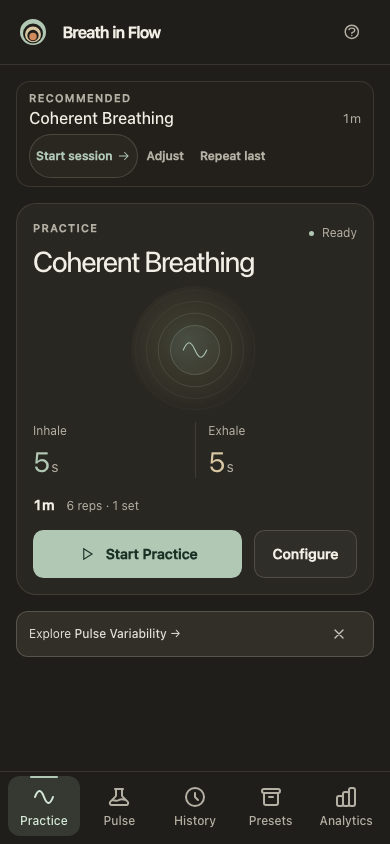 Breath in Flow
RECOMMENDED
Coherent Breathing
1m
Start session →
Adjust
Repeat last
PRACTICE
Ready
Coherent Breathing
Inhale
Exhale
5s
5s
1m 6 reps · 1 set
Start Practice
Configure
Explore Pulse Variability →
Practice
Pulse
History
Presets
Analytics